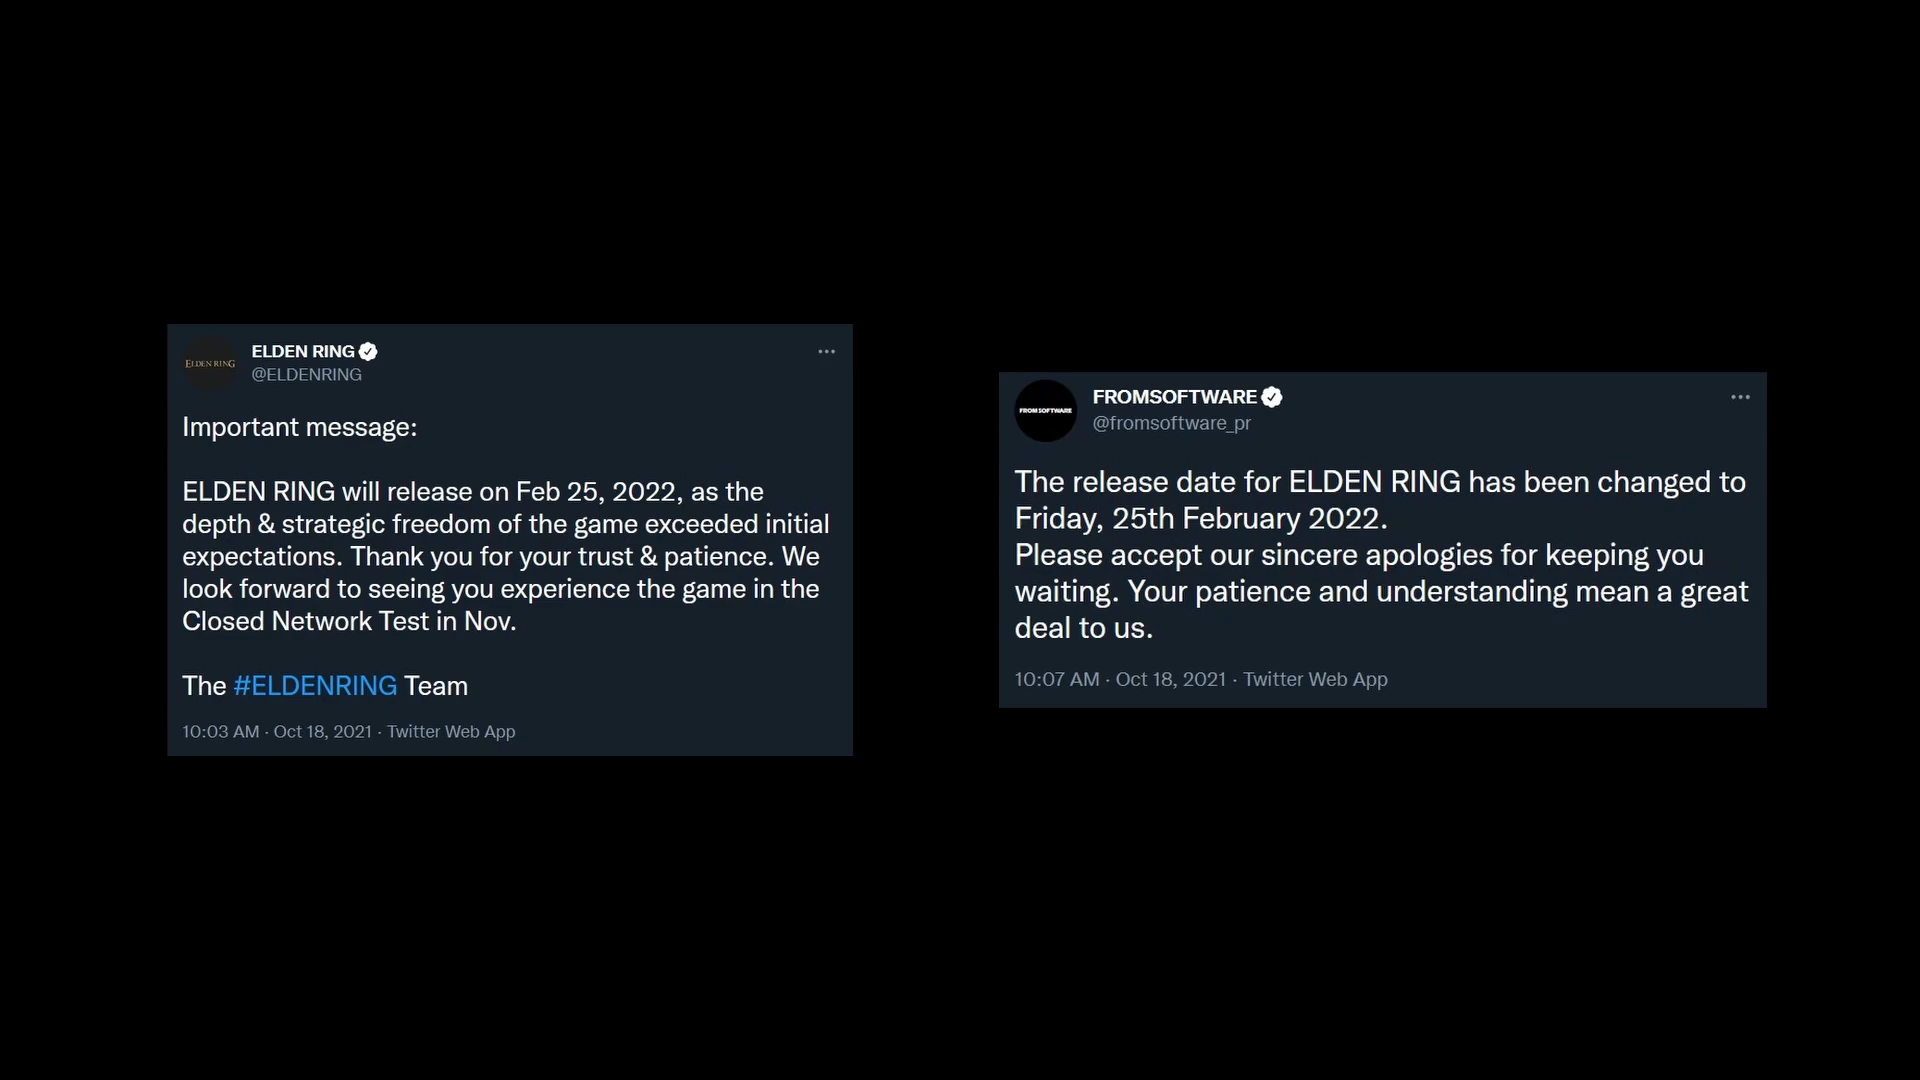 ELDEN RING
ELDEN RING
@ELDENRING
Important message:
ELDEN RING will release on Feb 25, 2022, as the
depth & strategic freedom of the game exceeded initial
expectations. Thank you for your trust & patience. We
look forward to seeing you experience the game in the
Closed Network Test in Nov.
The #ELDENRING Team
10:03 AM · Oct 18, 2021 · Twitter Web App
FROMSOFTWARE
FROMSOFTWARE
@fromsoftware_pr
The release date for ELDEN RING has been changed to
Friday, 25th February 2022.
Please accept our sincere apologies for keeping you
waiting. Your patience and understanding mean a great
deal to us.
10:07 AM · Oct 18, 2021 · Twitter Web App